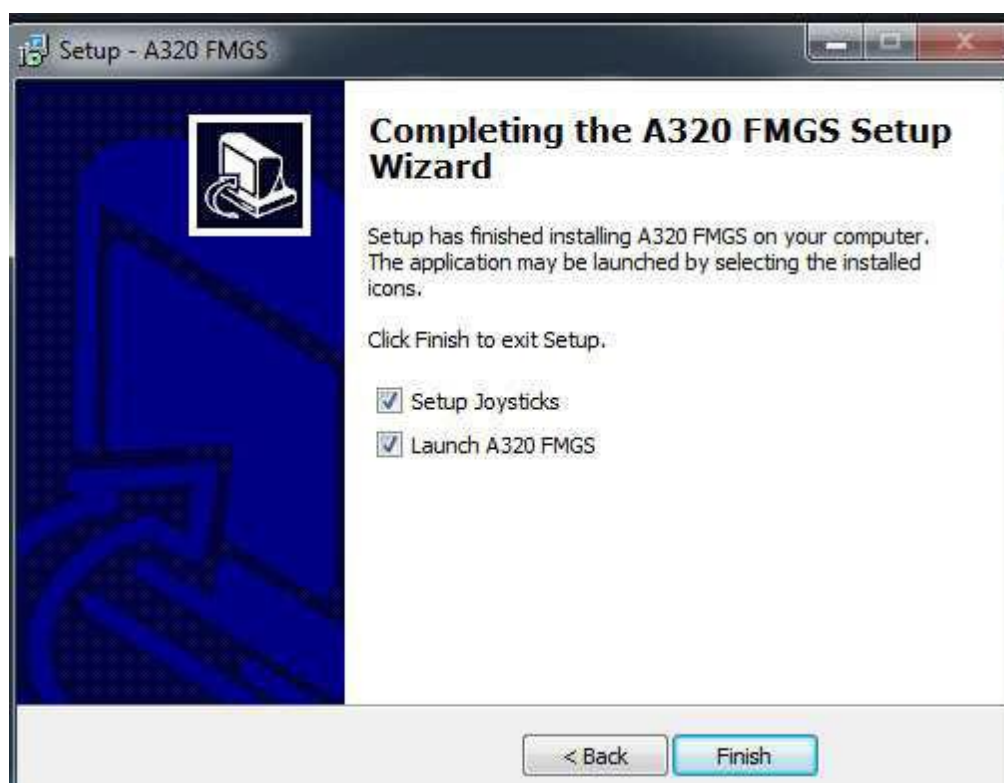 Setup - A320 FMGS
Completing the A320 FMGS Setup
Wizard
Setup has finished installing A320 FMGS on your computer.
The application may be launched by selecting the installed
icons.
Click Finish to exit Setup.
Setup Joysticks
Launch A320 FMGS
< Back
Finish